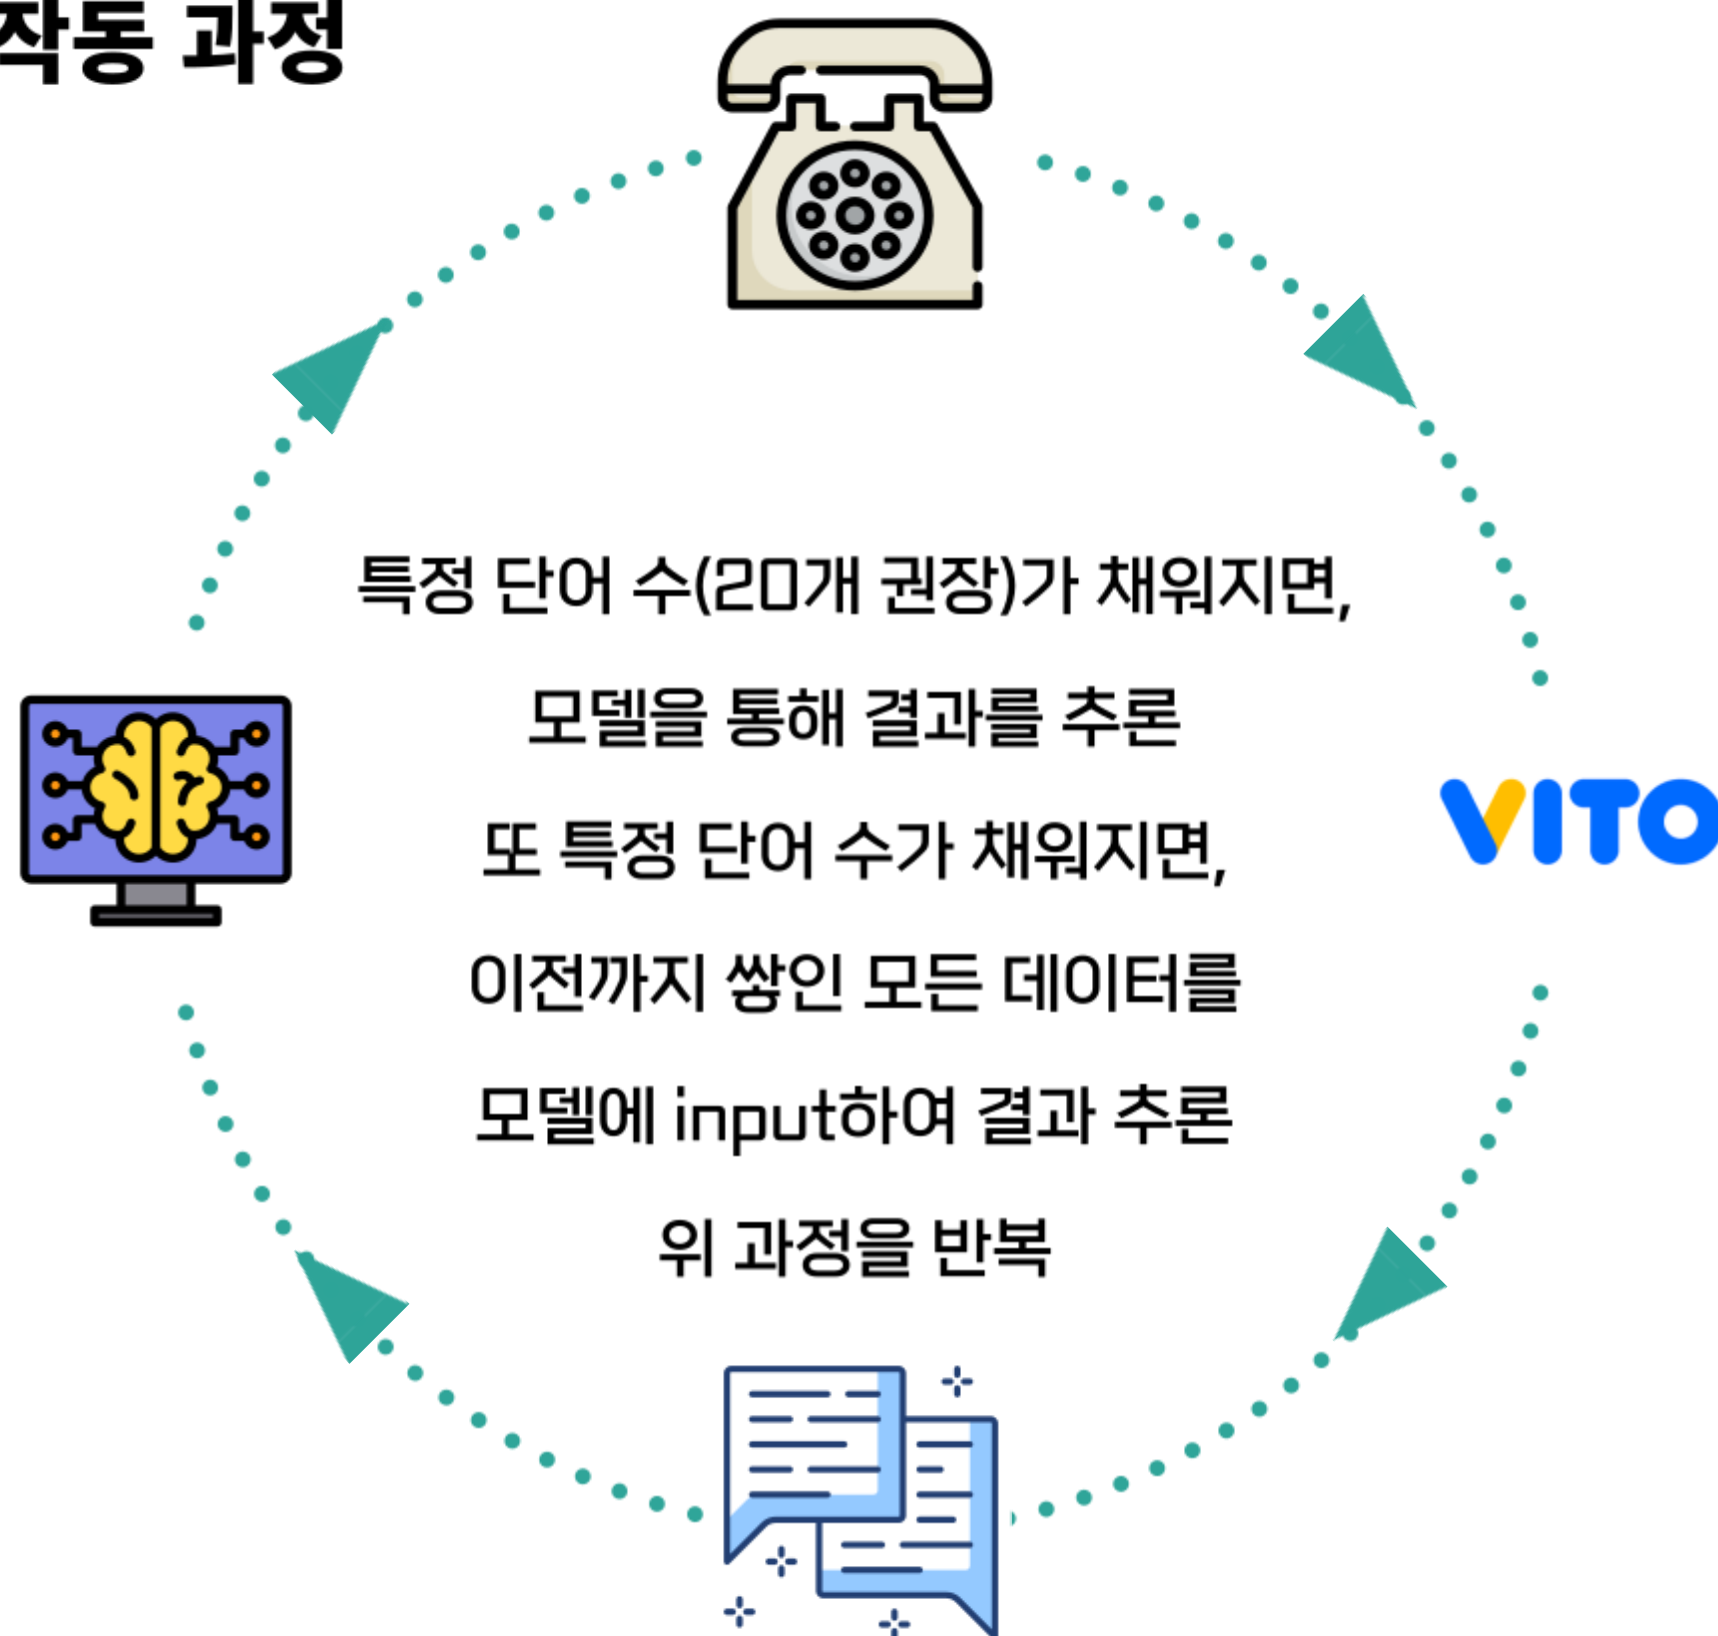 작동 과정
특정 단어 수(20개 권장)가 채워지면,
모델을 통해 결과를 추론
또 특정 단어 수가 채워지면,
VITO
이전까지 쌓인 모든 데이터를
모델에 input하여 결과 추론
위 과정을 반복